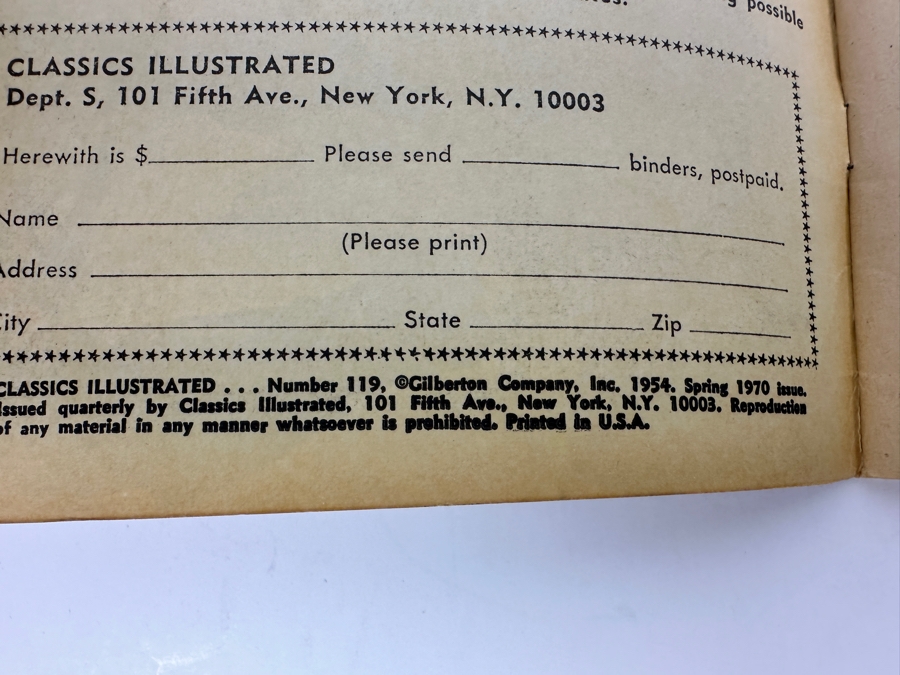 g possible
CLASSICS ILLUSTRATED
Dept. S, 101 Fifth Ave., New York, N.Y. 10003
Herewith is $ Please send binders, postpaid.
Name
(Please print)
Address
City State Zip
CLASSICS ILLUSTRATED . . . Number 119, ©Gilberton Company, Inc. 1954. Spring 1970 issue.
Issued quarterly by Classics Illustrated, 101 Fifth Ave., New York, N.Y. 10003. Reproduction
of any material in any manner whatsoever is prohibited. Printed in U.S.A.